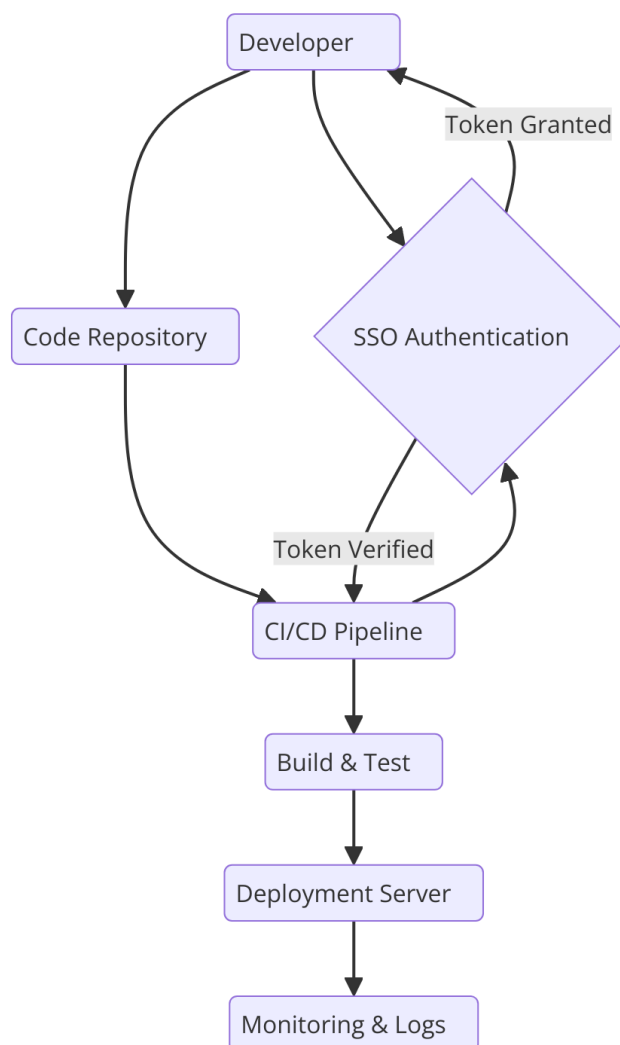 Developer
Token Granted
Code Repository
SSO Authentication
Token Verified
CI/CD Pipeline
Build & Test
Deployment Server
Monitoring & Logs